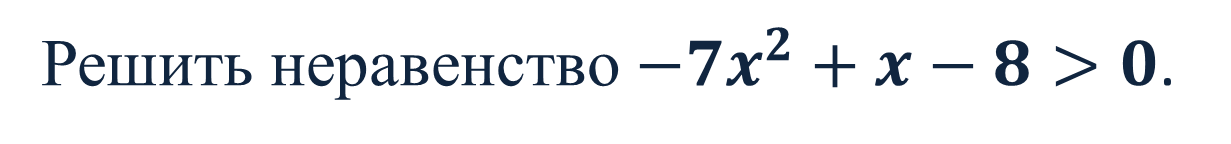 Решить неравенство −7x² + x − 8 > 0.